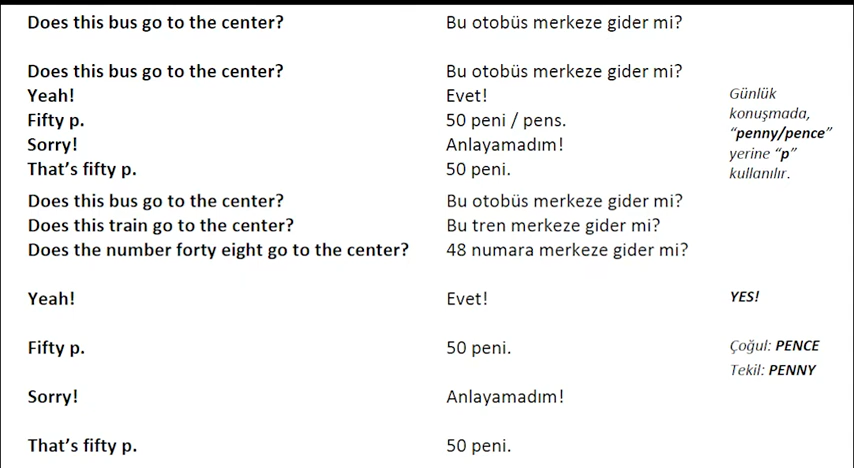 Does this bus go to the center? Bu otobüs merkeze gider mi?
Does this bus go to the center? Bu otobüs merkeze gider mi?
Yeah! Evet!
Fifty p. 50 peni / pens.
Sorry! Anlayamadım!
That's fifty p. 50 peni.
Günlük
konuşmada,
"penny/pence"
yerine "p"
kullanılır.
Does this bus go to the center? Bu otobüs merkeze gider mi?
Does this train go to the center? Bu tren merkeze gider mi?
Does the number forty eight go to the center? 48 numara merkeze gider mi?
Yeah! Evet! YES!
Fifty p. 50 peni. Çoğul: PENCE
Tekil: PENNY
Sorry! Anlayamadım!
That's fifty p. 50 peni.